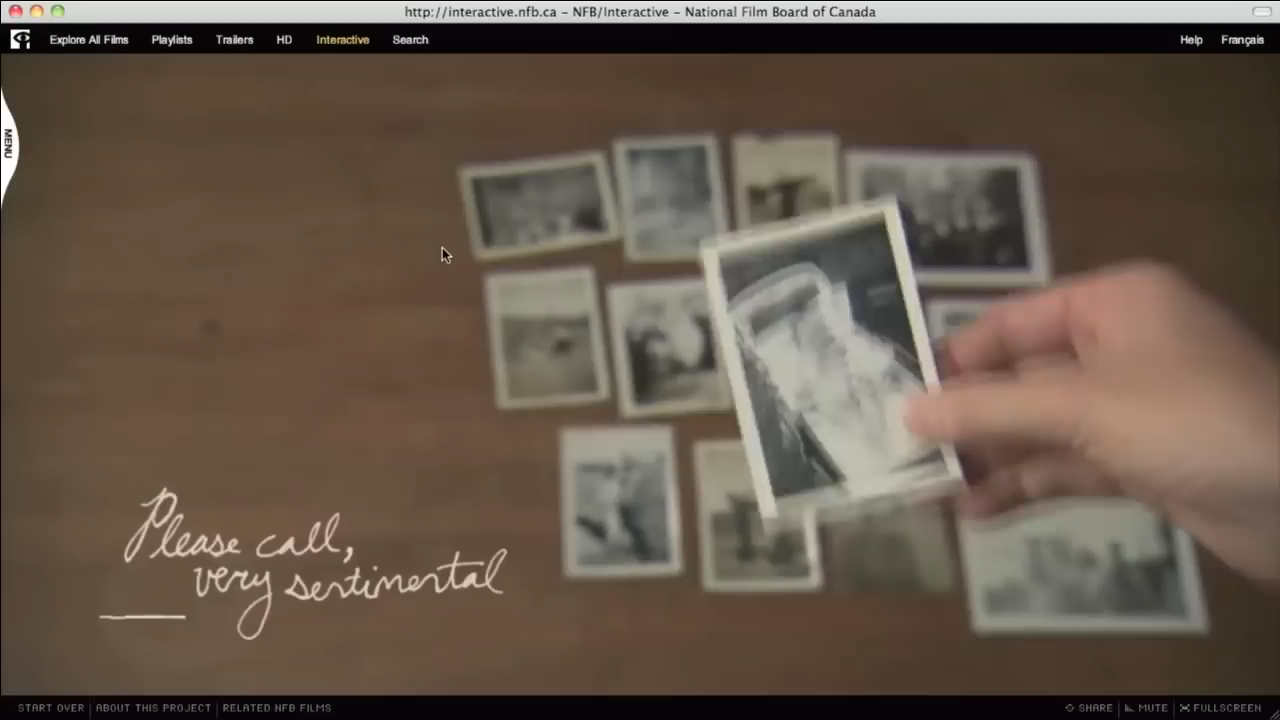 http://interactive.nfb.ca – NFB/Interactive – National Film Board of Canada
Explore All Films Playlists Trailers HD Interactive Search Help Français
MENU
Please call,
very sentimental
START OVER ABOUT THIS PROJECT RELATED NFB FILMS SHARE MUTE FULLSCREEN